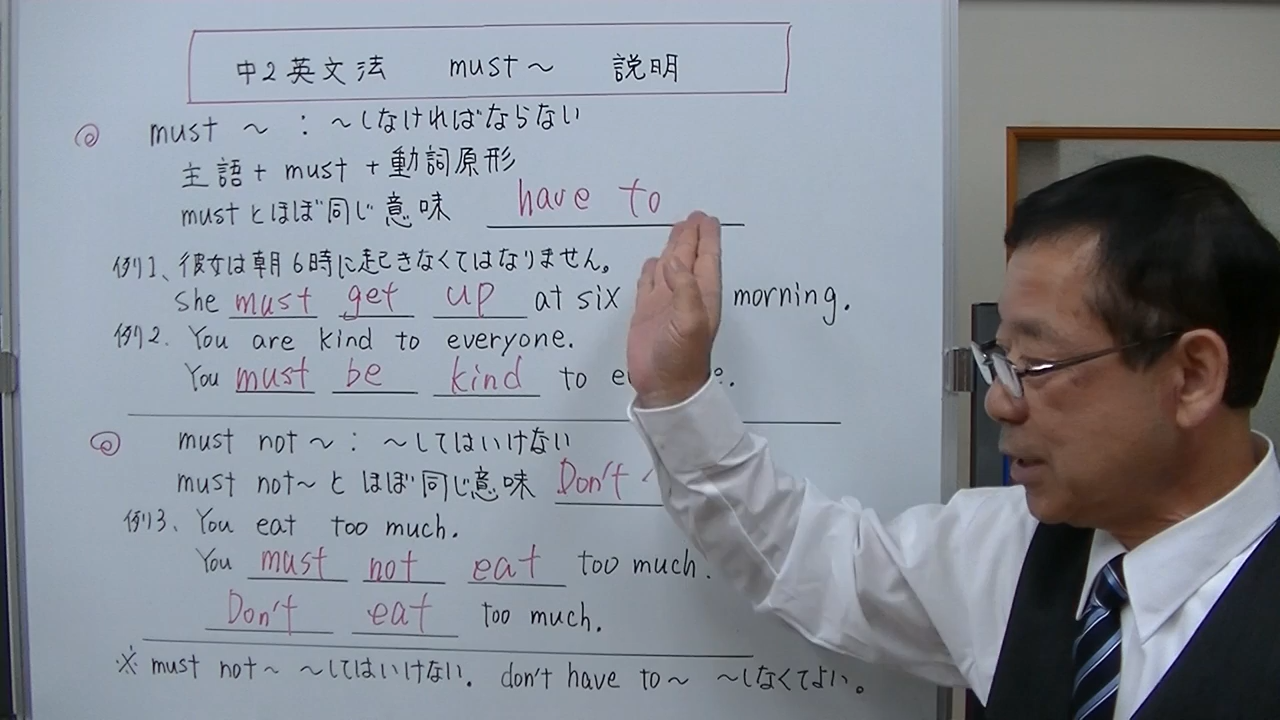 中2英文法 must～ 説明
◎ must ～ : ～しなければならない
主語 + must + 動詞原形
mustとほぼ同じ意味 have to
例1、彼女は朝6時に起きなくてはなりません。
She must get up at six morning.
例2. You are kind to everyone.
You must be kind to
◎ must not～ : ～してはいけない
must not～と ほぼ同じ意味 Don't
例3、You eat too much.
You must not eat too much.
Don't eat too much.
※ must not～ ～してはいけない. don't have to～ ～しなくてよい。